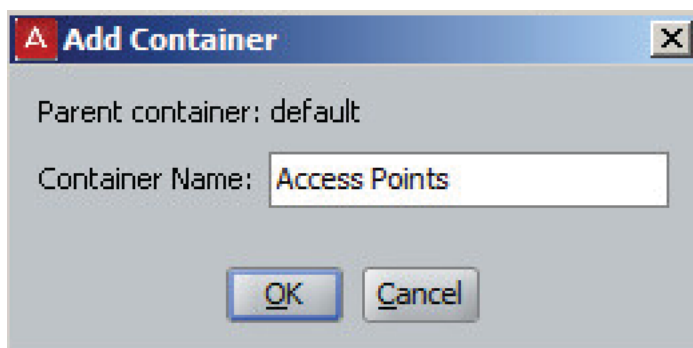 A Add Container
Parent container: default
Container Name: Access Points
OK Cancel